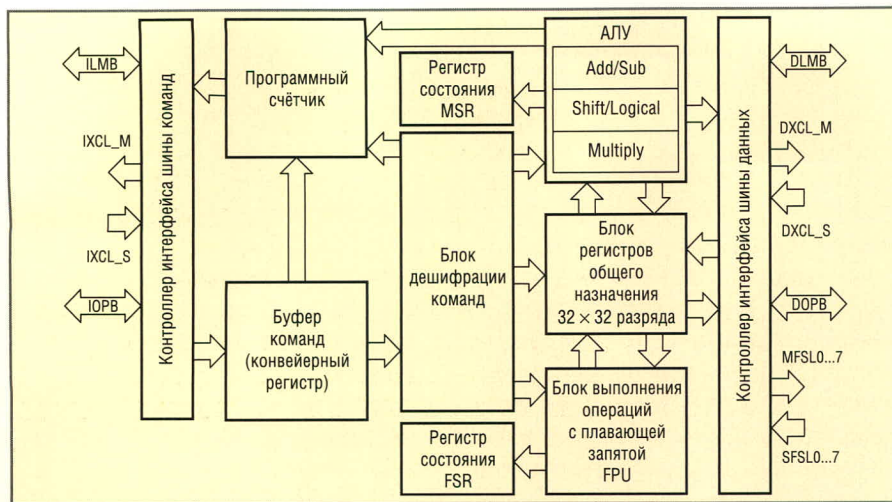 ILMB
IXCL_M
IXCL_S
IOPB
Контроллер интерфейса шины команд
Программный
счётчик
Буфер
команд
(конвейерный
регистр)
Регистр
состояния
MSR
Блок
дешифрации
команд
Регистр
состояния
FSR
АЛУ
Add/Sub
Shift/Logical
Multiply
Блок
регистров
общего
назначения
32 × 32 разряда
Блок выполнения
операций
с плавающей
запятой
FPU
Контроллер интерфейса шины данных
DLMB
DXCL_M
DXCL_S
DOPB
MFSL0...7
SFSL0...7